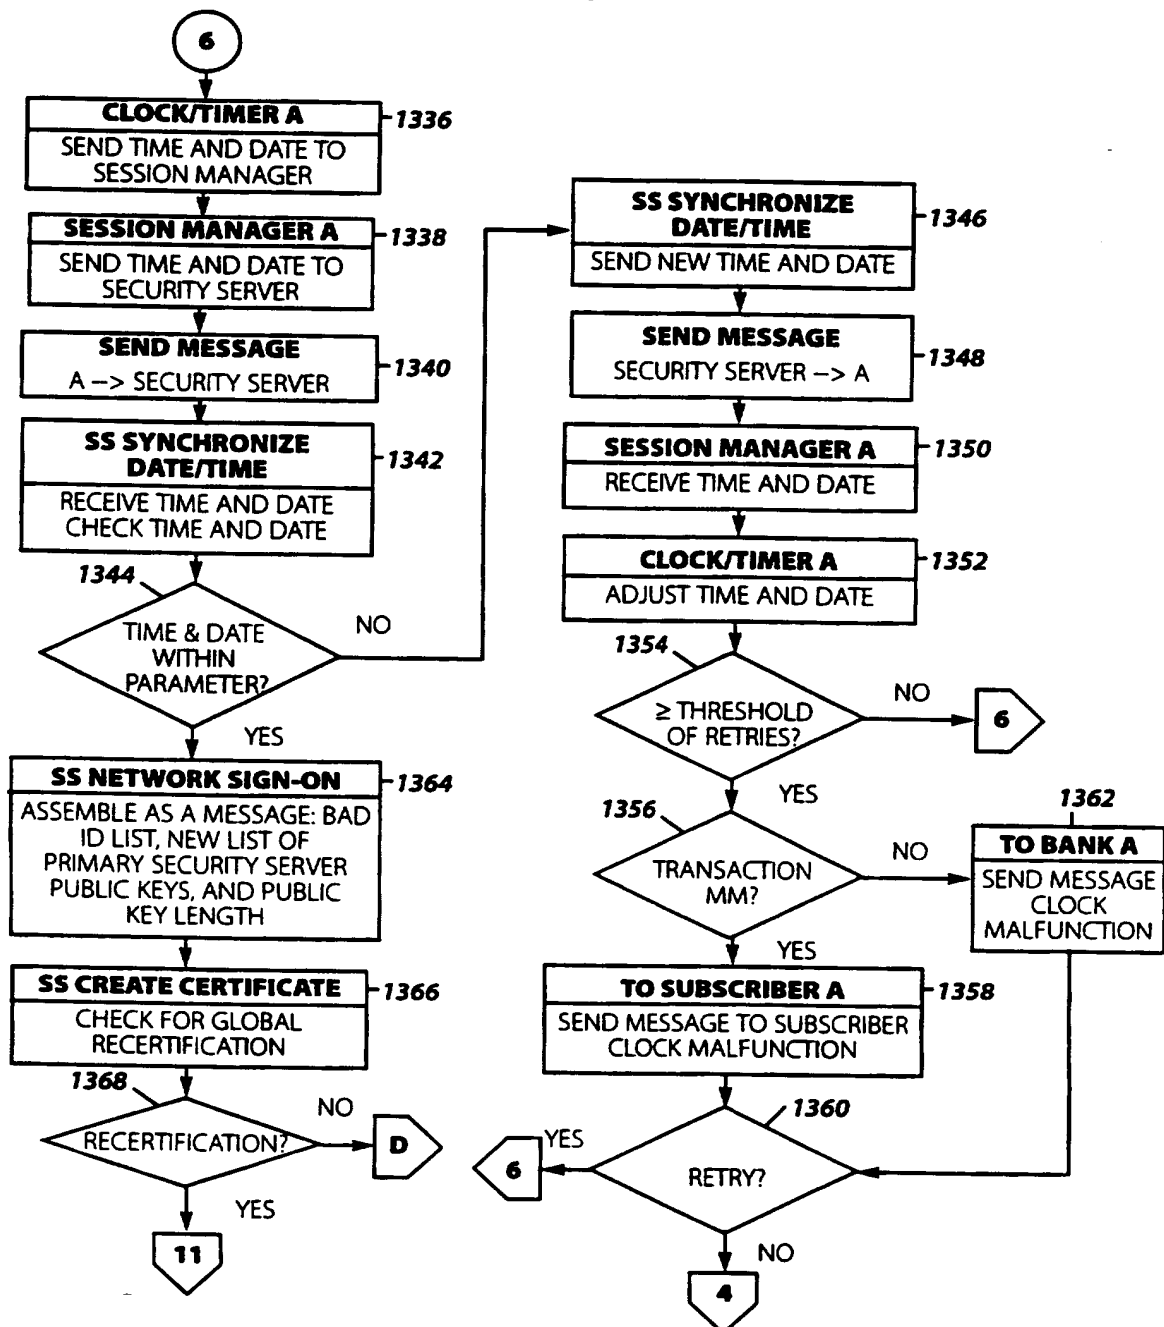 6
CLOCK/TIMER A
1336
SEND TIME AND DATE TO
SESSION MANAGER
SESSION MANAGER A
1338
SEND TIME AND DATE TO
SECURITY SERVER
SEND MESSAGE
1340
A –> SECURITY SERVER
SS SYNCHRONIZE
DATE/TIME
1342
RECEIVE TIME AND DATE
CHECK TIME AND DATE
1344
TIME & DATE
WITHIN
PARAMETER?
NO
YES
SS NETWORK SIGN-ON
1364
ASSEMBLE AS A MESSAGE: BAD
ID LIST, NEW LIST OF
PRIMARY SECURITY SERVER
PUBLIC KEYS, AND PUBLIC
KEY LENGTH
SS CREATE CERTIFICATE
1366
CHECK FOR GLOBAL
RECERTIFICATION
1368
RECERTIFICATION?
NO
D
YES
11
SS SYNCHRONIZE
DATE/TIME
1346
SEND NEW TIME AND DATE
SEND MESSAGE
1348
SECURITY SERVER –> A
SESSION MANAGER A
1350
RECEIVE TIME AND DATE
CLOCK/TIMER A
1352
ADJUST TIME AND DATE
1354
≥ THRESHOLD
OF RETRIES?
NO
6
YES
1356
TRANSACTION
MM?
NO
1362
TO BANK A
SEND MESSAGE
CLOCK
MALFUNCTION
YES
TO SUBSCRIBER A
1358
SEND MESSAGE TO SUBSCRIBER
CLOCK MALFUNCTION
1360
RETRY?
YES
6
NO
4